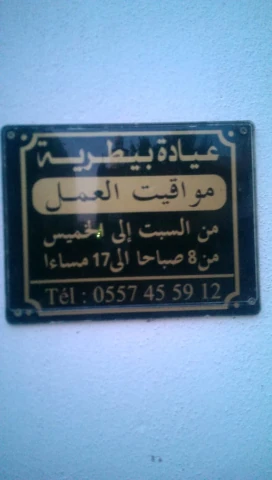 عيادة بيطرية
مواقيت العمل
من السبت إلى الخميس
من 8 صباحا الى 17 مساءا
Tél : 0557 45 59 12